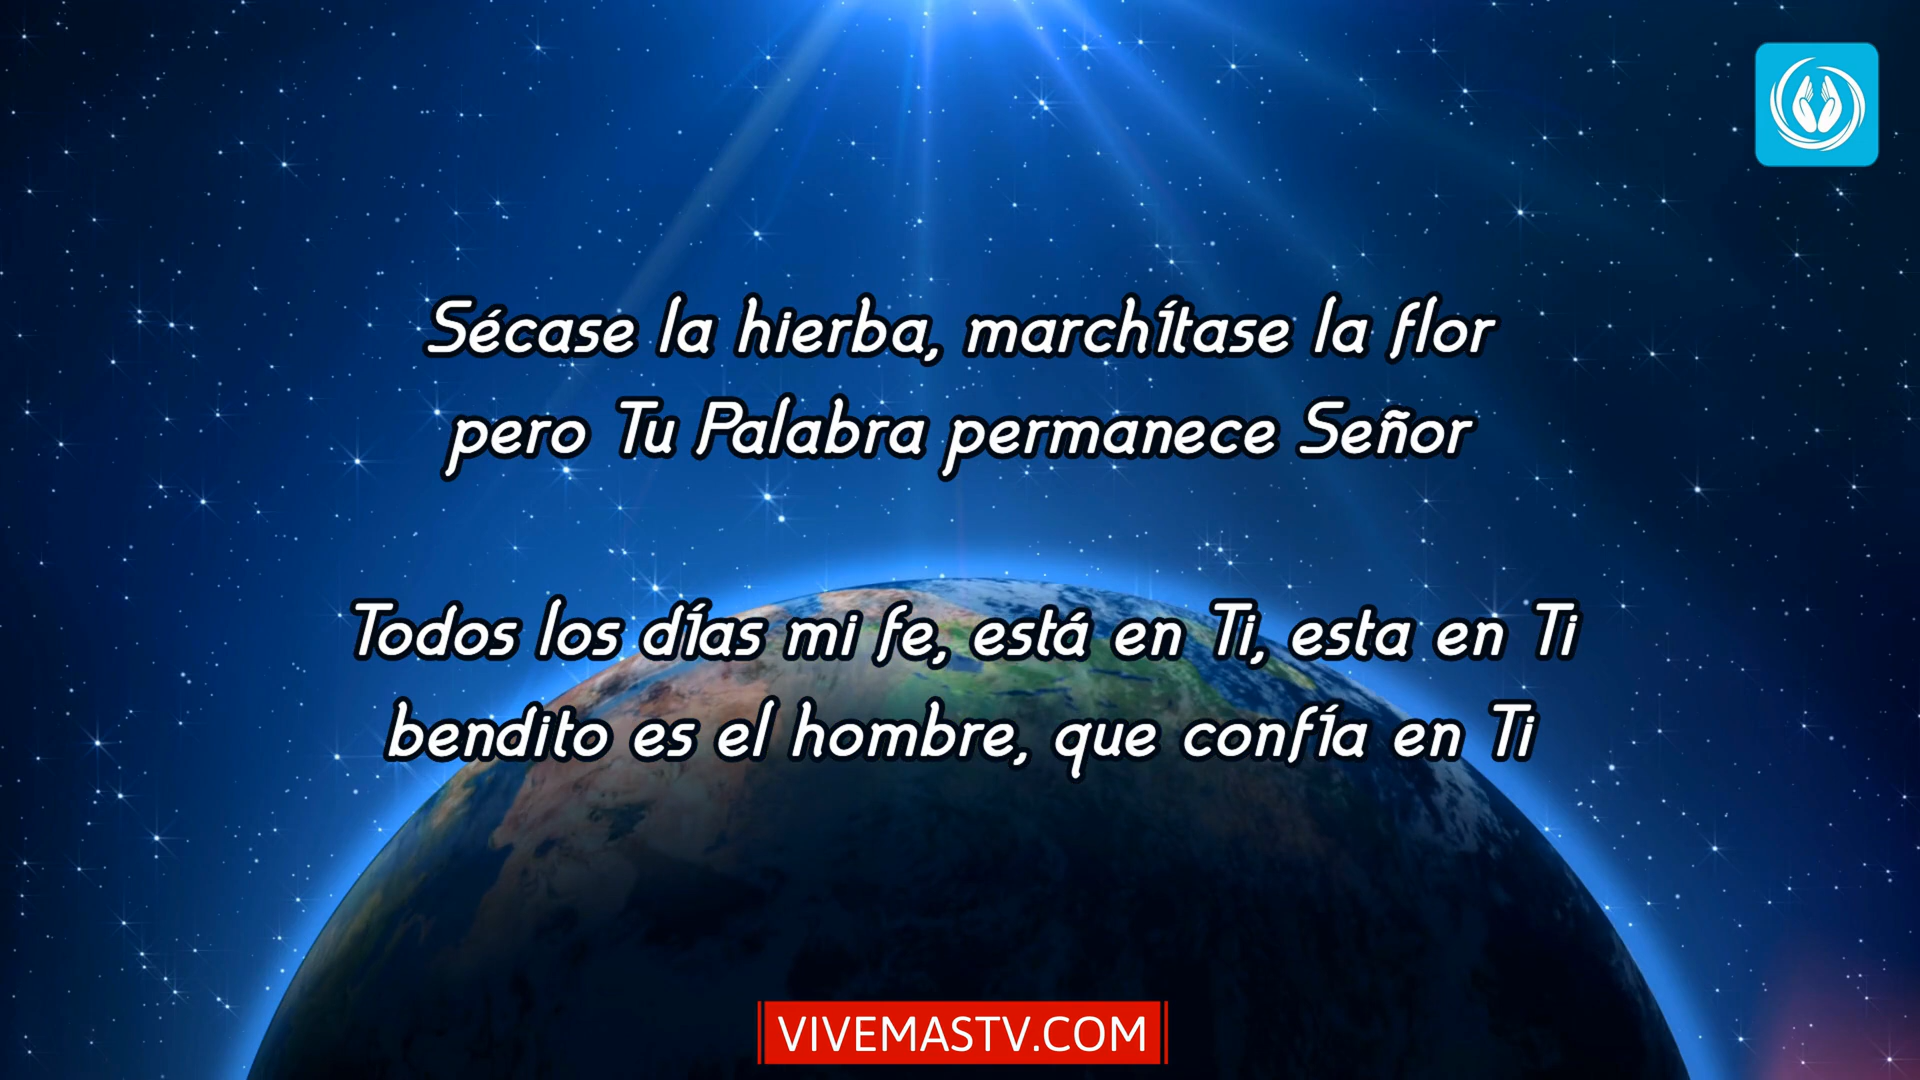 Sécase la hierba, marchítase la flor
pero Tu Palabra permanece Señor
Todos los días mi fe, está en Ti, esta en Ti
bendito es el hombre, que confía en Ti
VIVEMASTV.COM